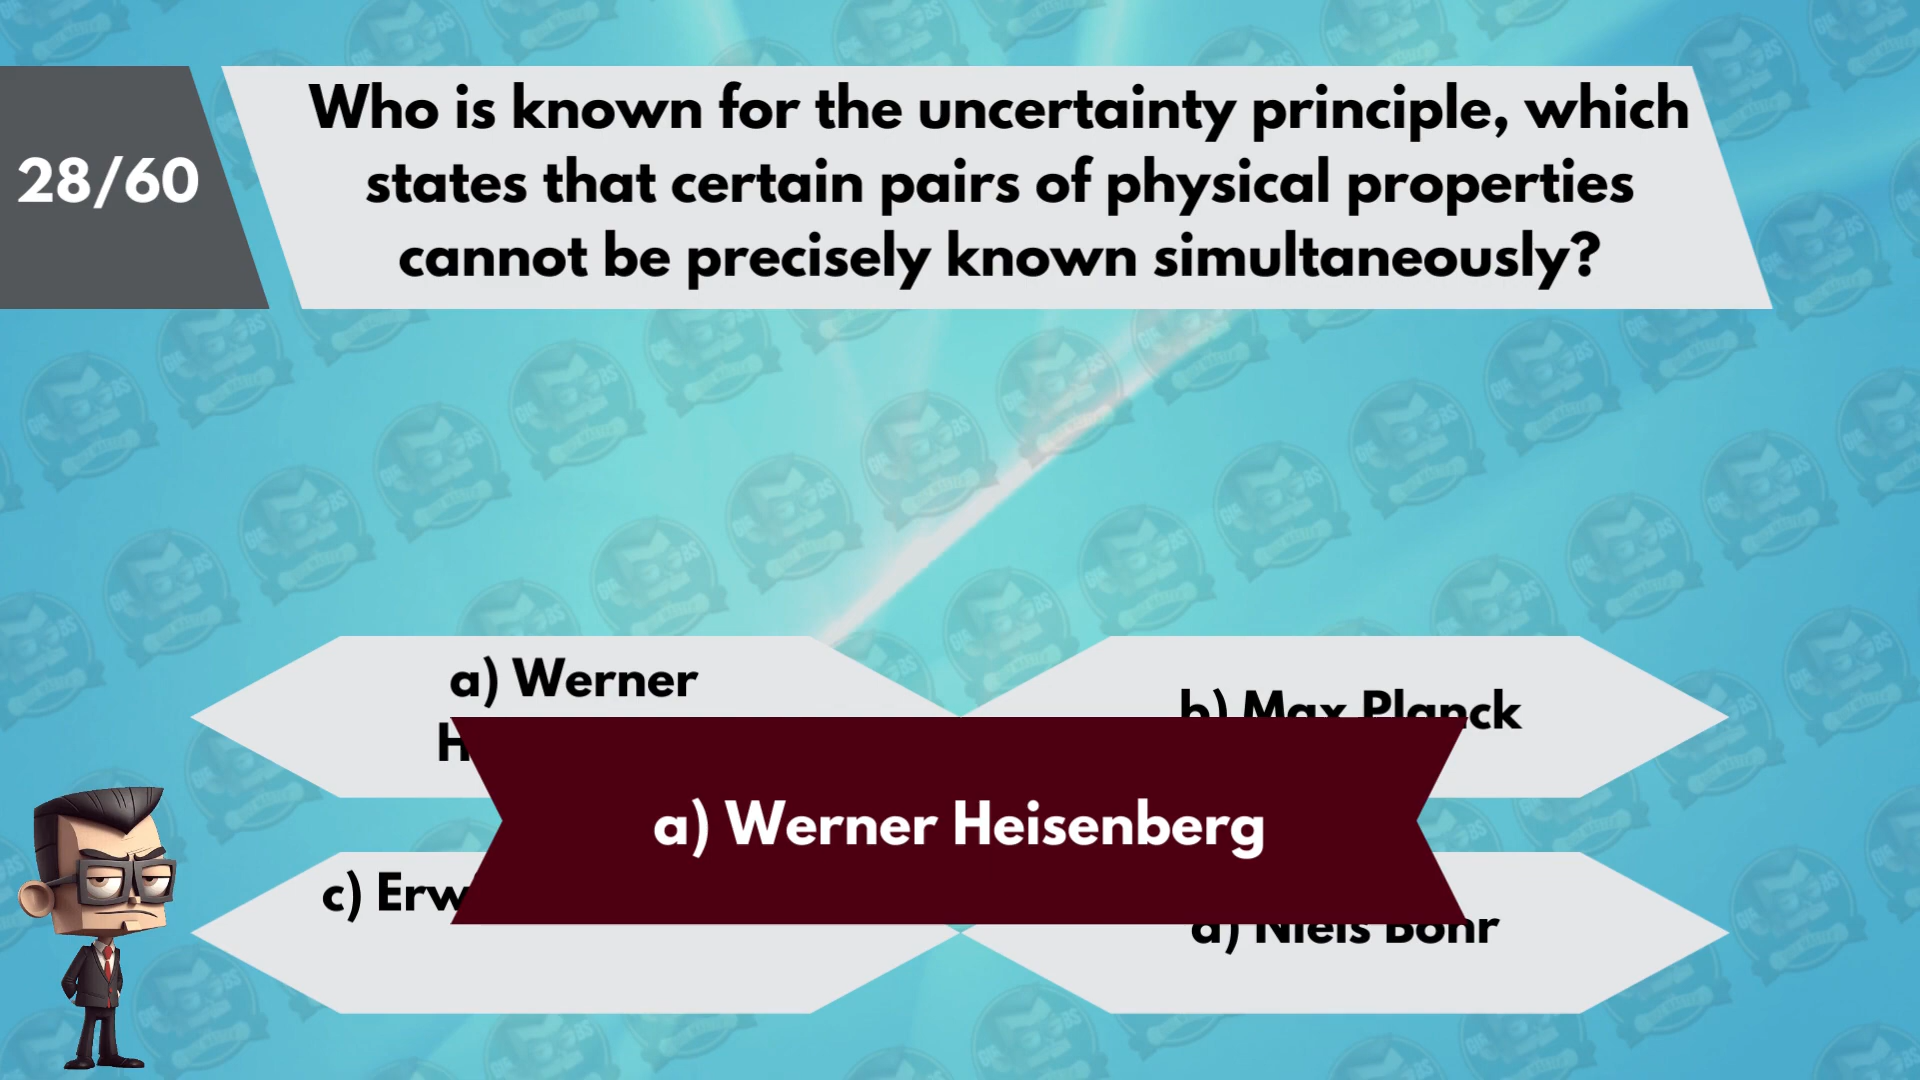 28/60
Who is known for the uncertainty principle, which
states that certain pairs of physical properties
cannot be precisely known simultaneously?
a) Werner
b) Max Planck
a) Werner Heisenberg
c)
d) Niels Bohr